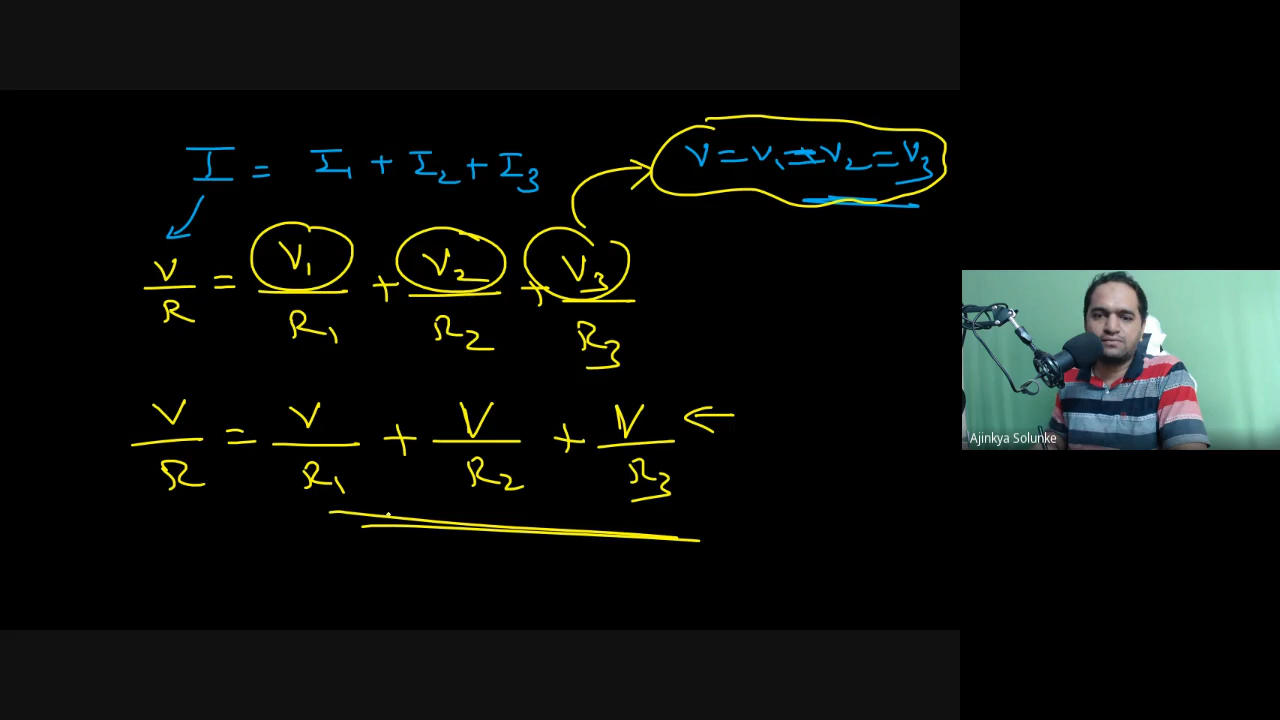 I = I1 + I2 + I3
V = V1 = V2 = V3
V/R = V1/R1 + V2/R2 + V3/R3
V/R = V/R1 + V/R2 + V/R3
Ajinkya Solunke